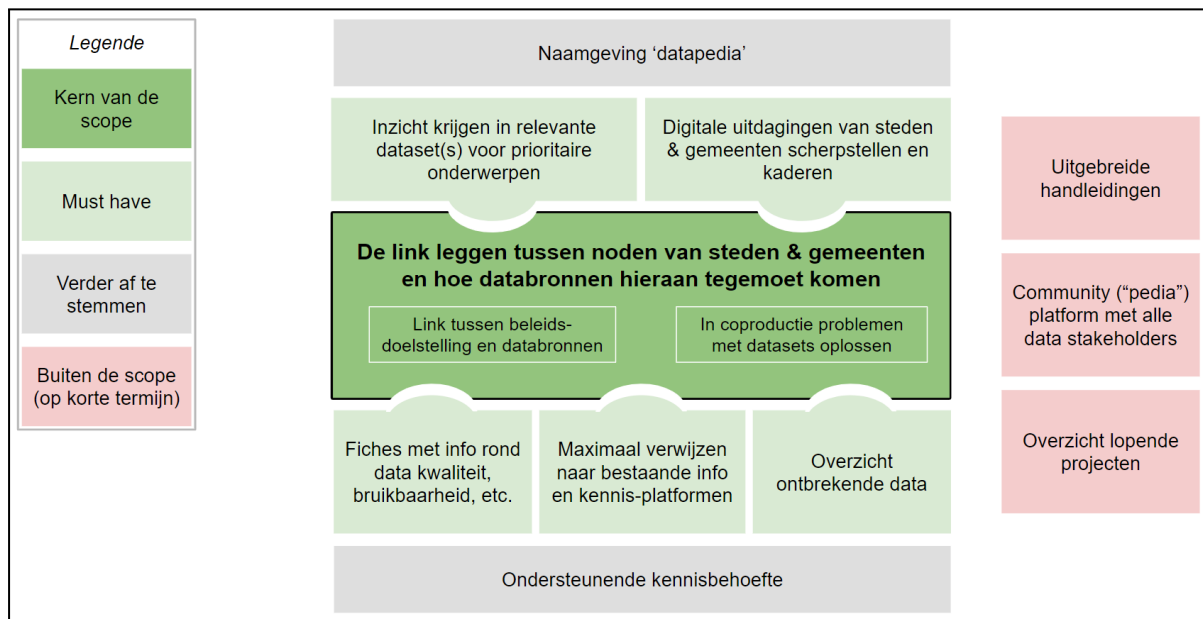 Legende
Kern van de
scope
Must have
Verder af te
stemmen
Buiten de scope
(op korte termijn)
Naamgeving ‘datapedia’
Inzicht krijgen in relevante
dataset(s) voor prioritaire
onderwerpen
Digitale uitdagingen van steden
& gemeenten scherpstellen en
kaderen
De link leggen tussen noden van steden & gemeenten
en hoe databronnen hieraan tegemoet komen
Link tussen beleids-
doelstelling en databronnen
In coproductie problemen
met datasets oplossen
Fiches met info rond
data kwaliteit,
bruikbaarheid, etc.
Maximaal verwijzen
naar bestaande info
en kennis-platformen
Overzicht
ontbrekende data
Ondersteunende kennisbehoefte
Uitgebreide
handleidingen
Community (“pedia”)
platform met alle
data stakeholders
Overzicht lopende
projecten